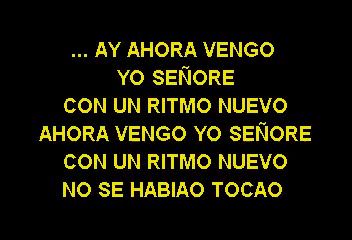 ... AY AHORA VENGO
YO SEÑORE
CON UN RITMO NUEVO
AHORA VENGO YO SEÑORE
CON UN RITMO NUEVO
NO SE HABIAO TOCAO